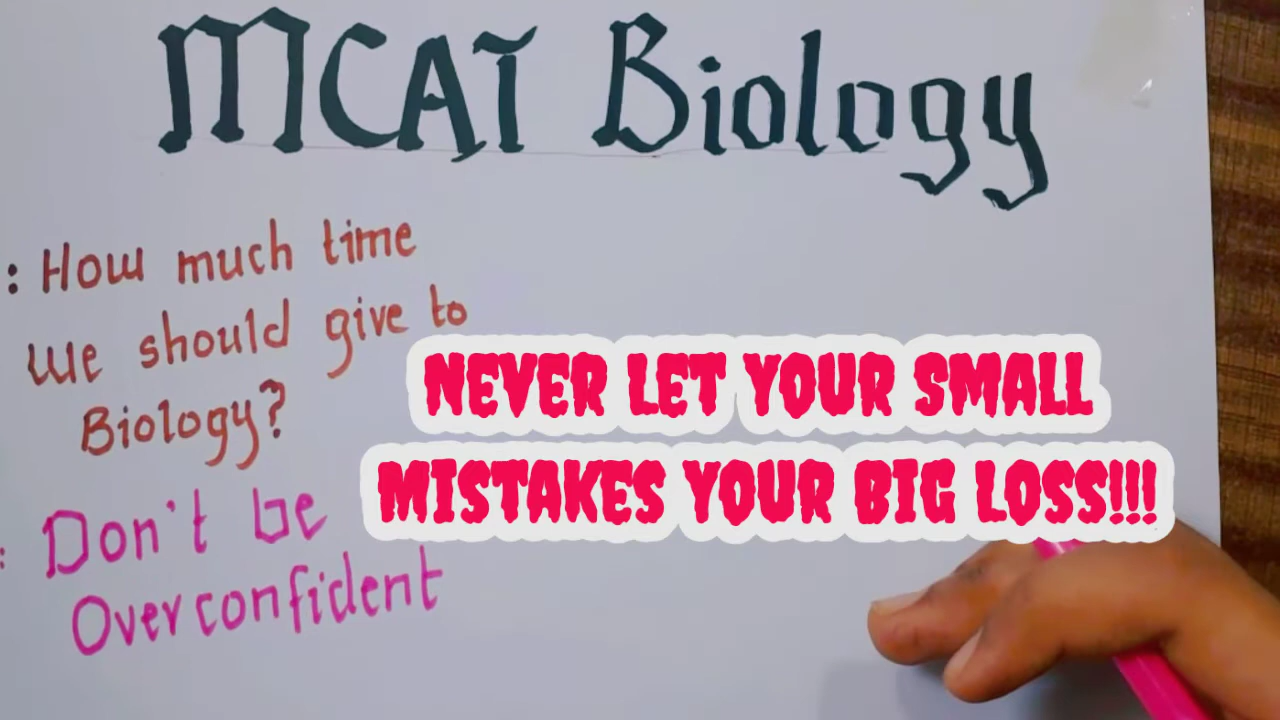 MCAT Biology
: How much time
We should give to
Biology?
NEVER LET YOUR SMALL
MISTAKES YOUR BIG LOSS!!!
: Don't be
Overconfident